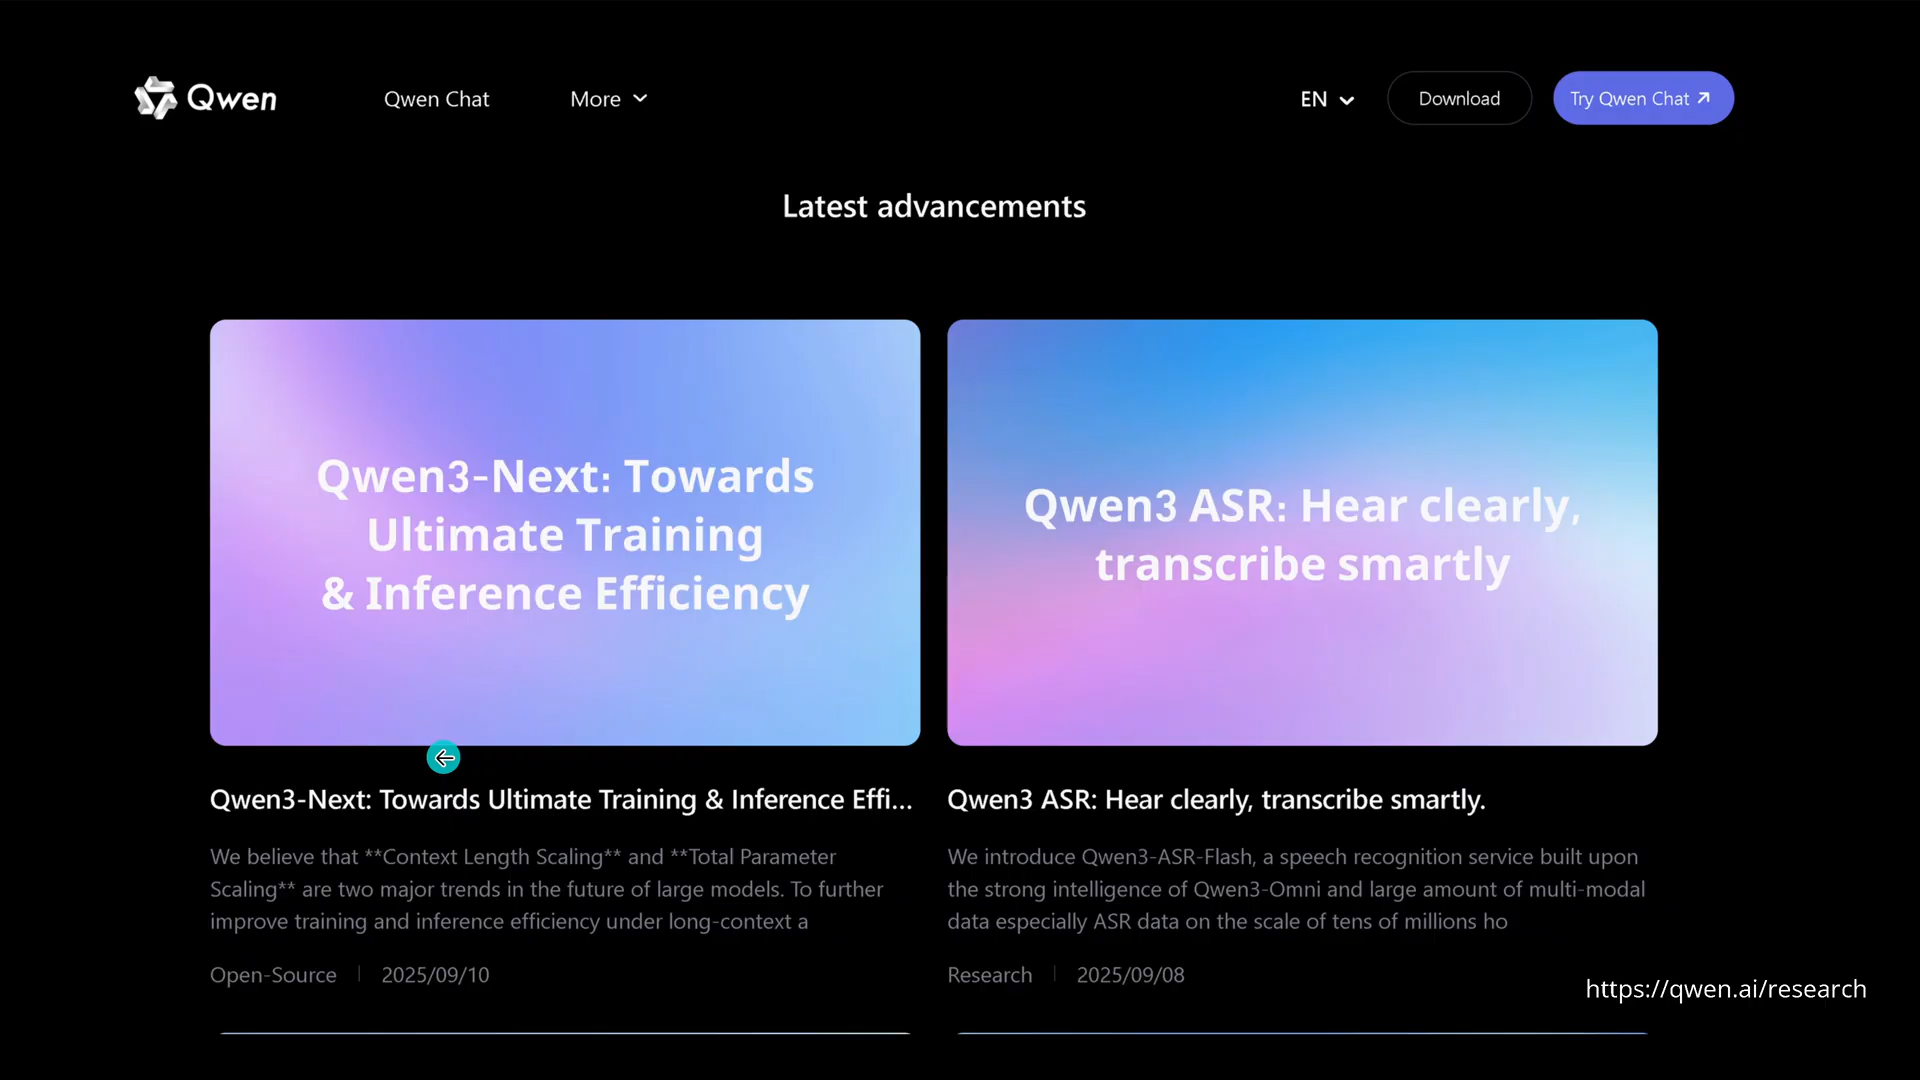 Qwen
Qwen Chat
More
EN
Download
Try Qwen Chat
Latest advancements
Qwen3-Next: Towards
Ultimate Training
& Inference Efficiency
Qwen3 ASR: Hear clearly,
transcribe smartly
Qwen3-Next: Towards Ultimate Training & Inference Effi...
We believe that **Context Length Scaling** and **Total Parameter
Scaling** are two major trends in the future of large models. To further
improve training and inference efficiency under long-context a
Open-Source
2025/09/10
Qwen3 ASR: Hear clearly, transcribe smartly.
We introduce Qwen3-ASR-Flash, a speech recognition service built upon
the strong intelligence of Qwen3-Omni and large amount of multi-modal
data especially ASR data on the scale of tens of millions ho
Research
2025/09/08
https://qwen.ai/research